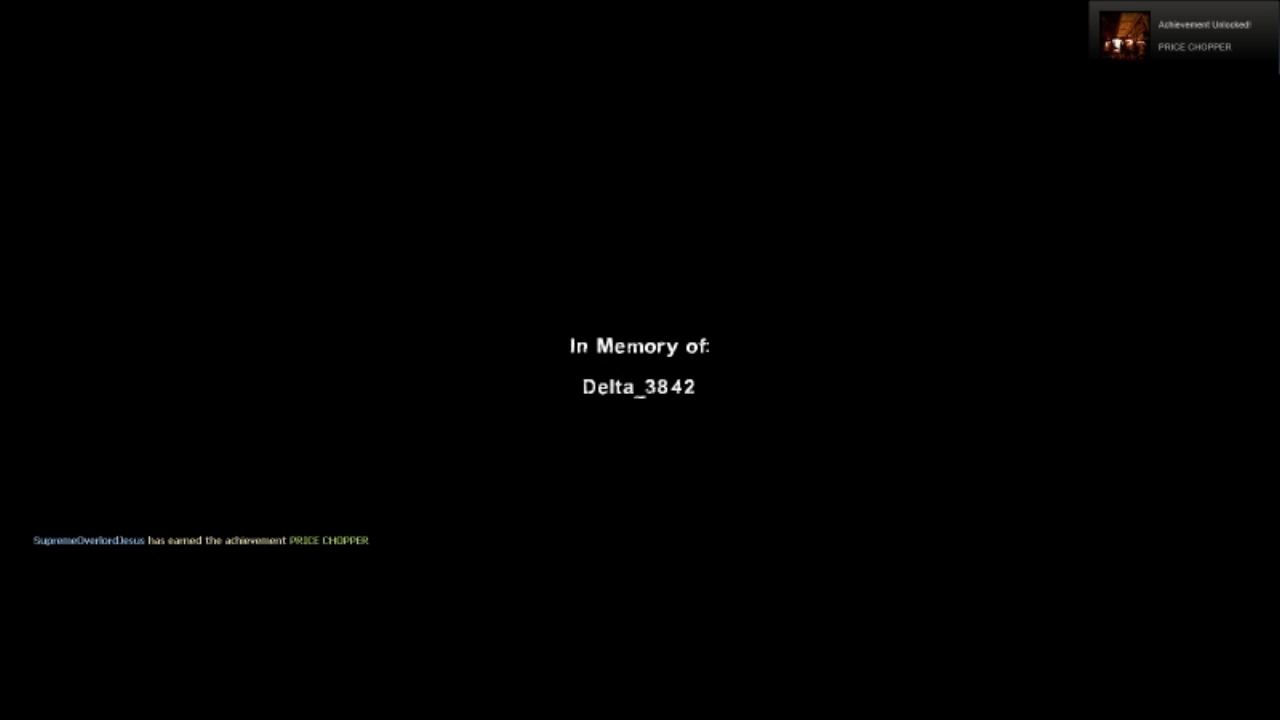 Achievement Unlocked!
PRICE CHOPPER
In Memory of:
Delta_3842
SupremeOverlordJesus has earned the achievement PRICE CHOPPER